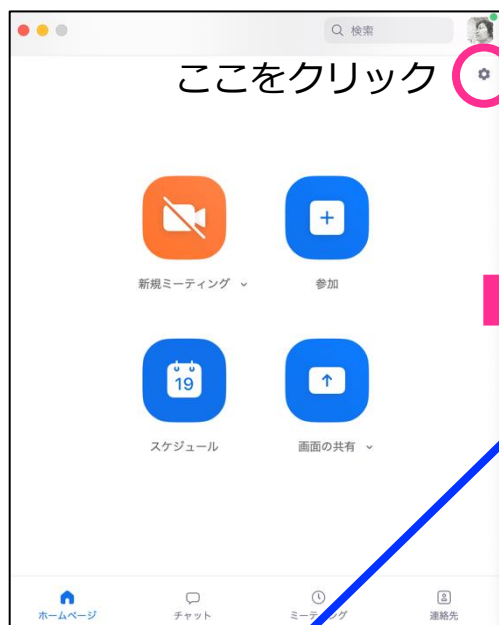 検索
ここをクリック
新規ミーティング
参加
19
スケジュール
画面の共有
ホームページ
チャット
ミーティング
連絡先